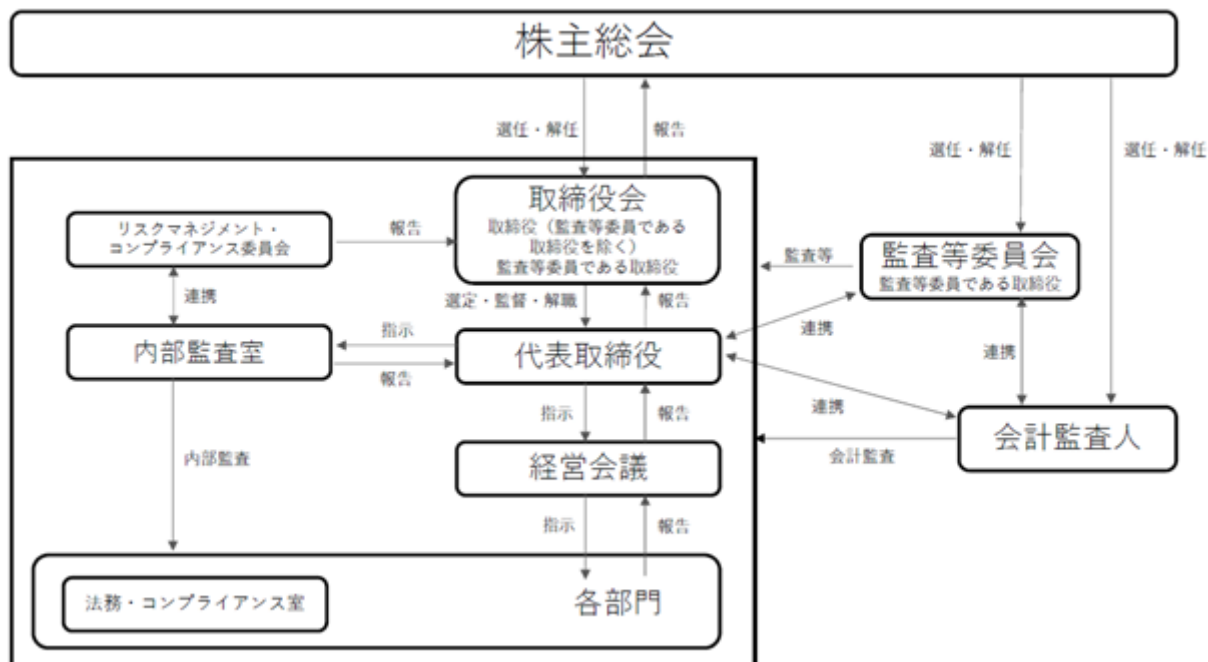 株主総会
選任・解任
報告
選任・解任
選任・解任
取締役会
取締役（監査等委員である
取締役を除く）
監査等委員である取締役
リスクマネジメント・
コンプライアンス委員会
報告
監査等
監査等委員会
監査等委員である取締役
連携
選定・監督・解職
報告
連携
連携
内部監査室
指示
報告
代表取締役
連携
指示
報告
会計監査人
会計監査
内部監査
経営会議
指示
報告
法務・コンプライアンス室
各部門